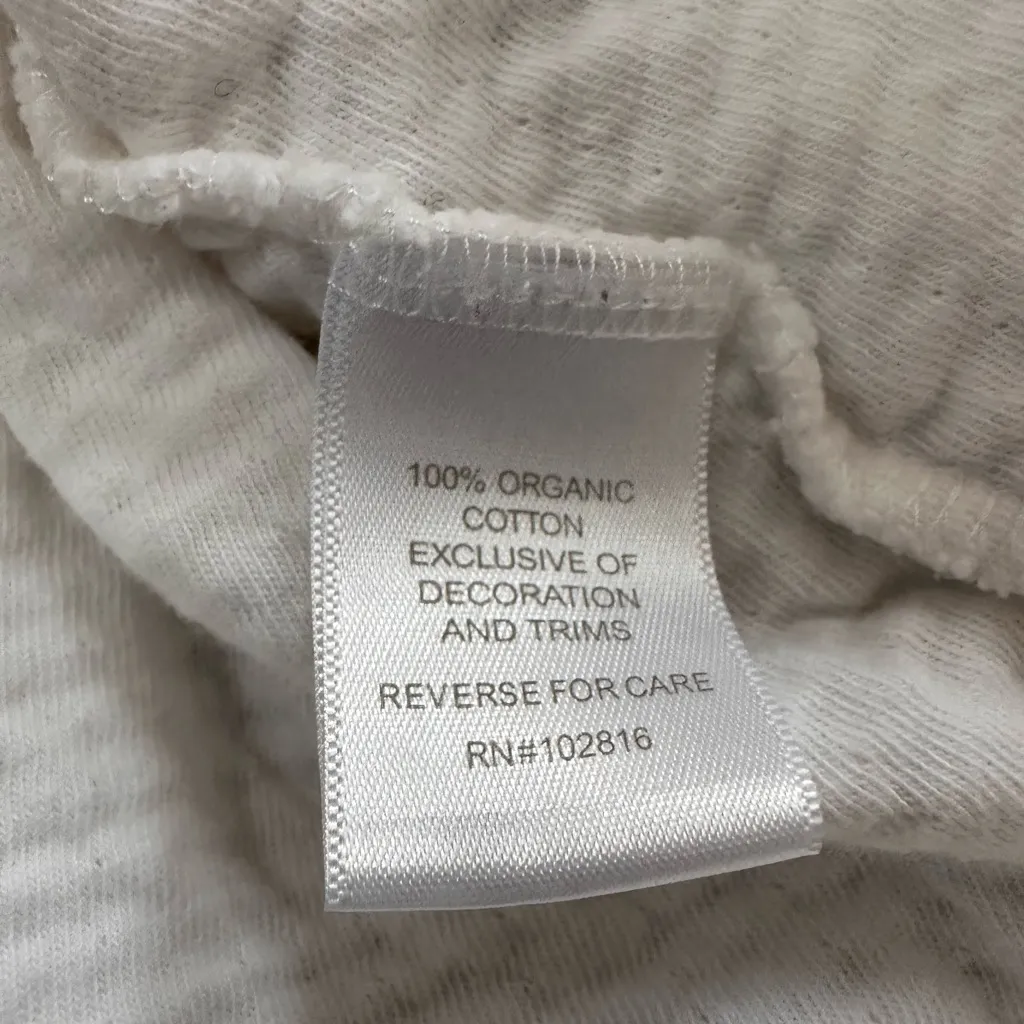 100% ORGANIC
COTTON
EXCLUSIVE OF
DECORATION
AND TRIMS
REVERSE FOR CARE
RN#102816